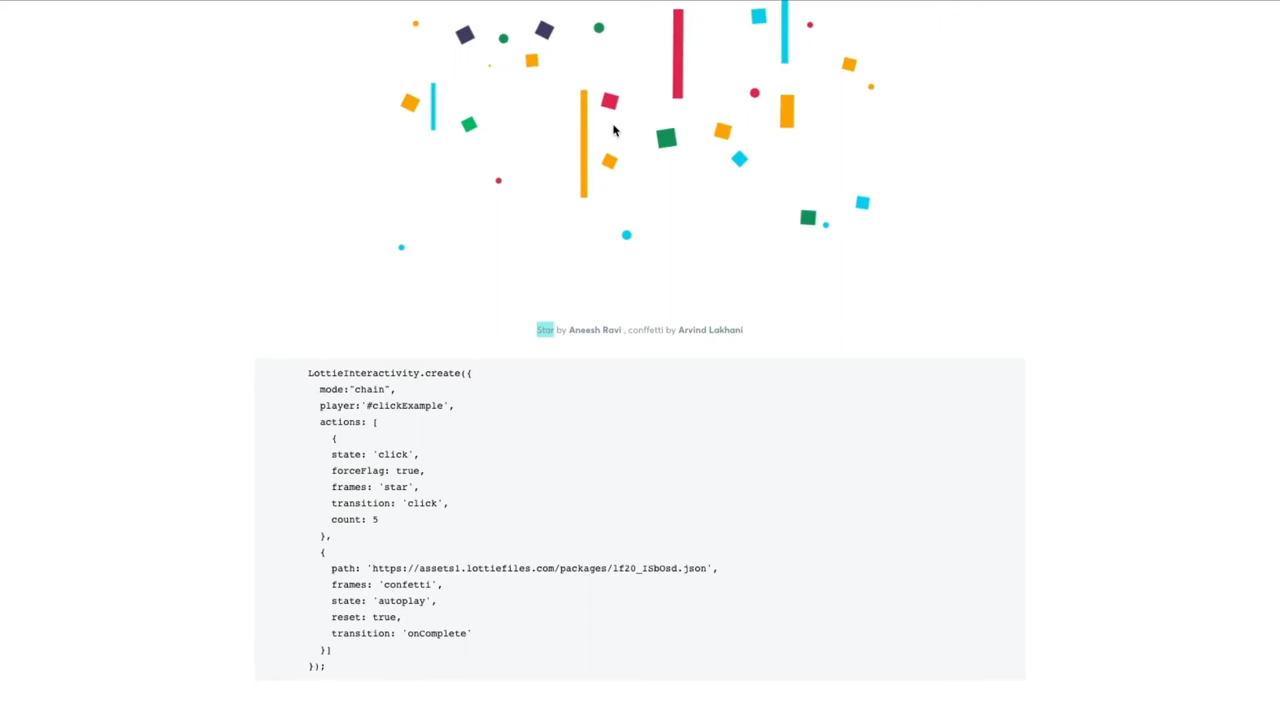 Star by Aneesh Ravi , conffetti by Arvind Lakhani
LottieInteractivity.create({
mode:"chain",
player:'#clickExample',
actions: [
{
state: 'click',
forceFlag: true,
frames: 'star',
transition: 'click',
count: 5
},
{
path: 'https://assets1.lottiefiles.com/packages/lf20_ISbOsd.json',
frames: 'confetti',
state: 'autoplay',
reset: true,
transition: 'onComplete'
}]
});